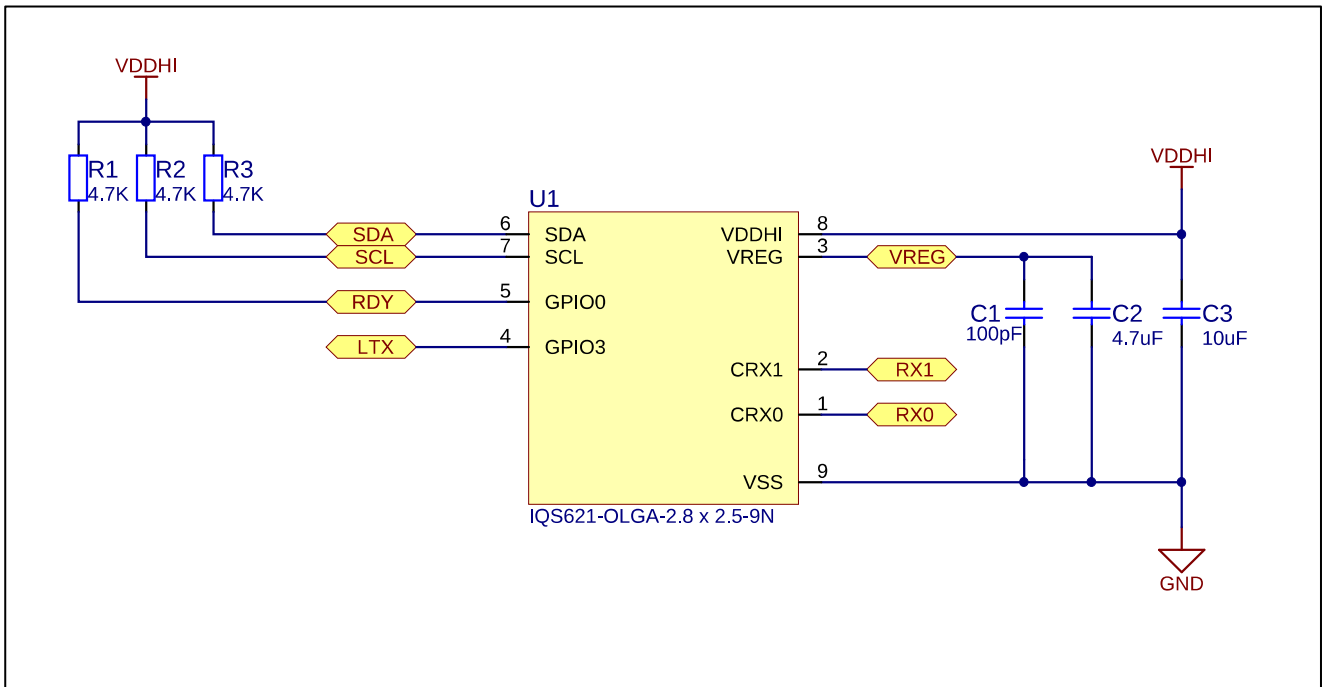 VDDHI
R1
4.7K
R2
4.7K
R3
4.7K
VDDHI
U1
SDA
6
SDA
SCL
7
SCL
RDY
5
GPIO0
LTX
4
GPIO3
VDDHI
8
VREG
3
VREG
CRX1
2
RX1
CRX0
1
RX0
VSS
9
C1
100pF
C2
4.7uF
C3
10uF
IQS621-OLGA-2.8 x 2.5-9N
GND